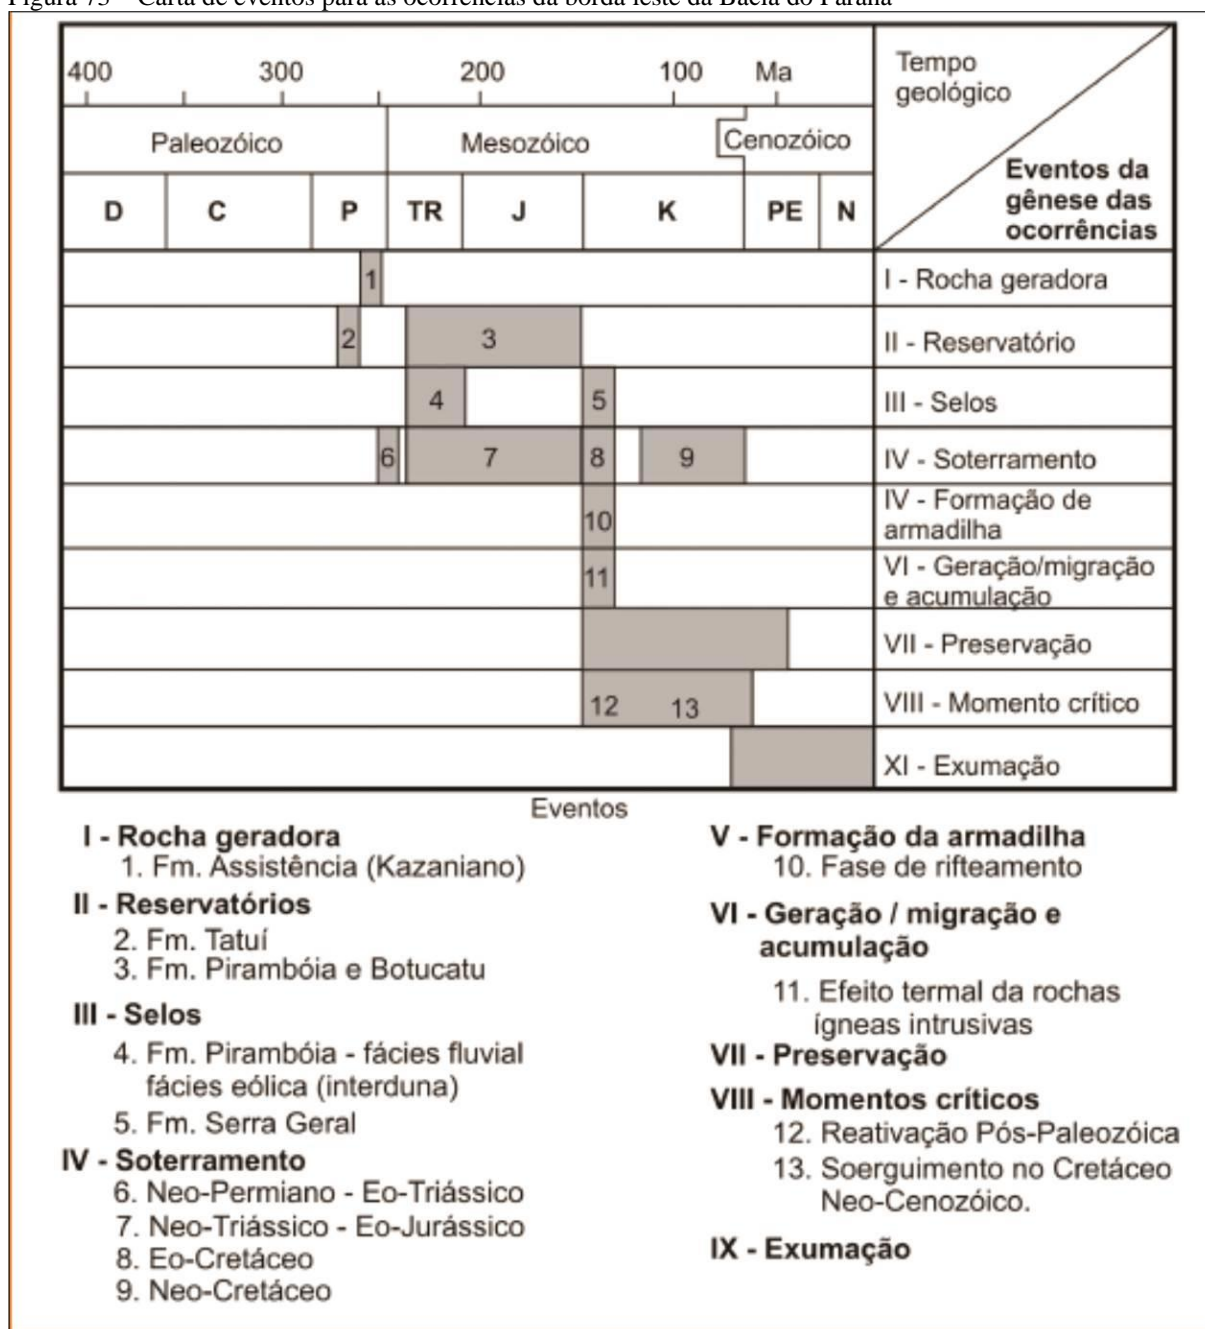 Figura 73 – Carta de eventos para as ocorrências da borda leste da Bacia do Paraná
400 300 200 100 Ma
Tempo
geológico
Paleozóico Mesozóico Cenozóico
Eventos da
gênese das
ocorrências
D C P TR J K PE N
1 I - Rocha geradora
2 3 II - Reservatório
4 5 III - Selos
6 7 8 9 IV - Soterramento
10 IV - Formação de
armadilha
11 VI - Geração/migração
e acumulação
VII - Preservação
12 13 VIII - Momento crítico
XI - Exumação
Eventos
I - Rocha geradora
1. Fm. Assistência (Kazaniano)
II - Reservatórios
2. Fm. Tatuí
3. Fm. Pirambóia e Botucatu
III - Selos
4. Fm. Pirambóia - fácies fluvial
fácies eólica (interduna)
5. Fm. Serra Geral
IV - Soterramento
6. Neo-Permiano - Eo-Triássico
7. Neo-Triássico - Eo-Jurássico
8. Eo-Cretáceo
9. Neo-Cretáceo
V - Formação da armadilha
10. Fase de rifteamento
VI - Geração / migração e
acumulação
11. Efeito termal da rochas
ígneas intrusivas
VII - Preservação
VIII - Momentos críticos
12. Reativação Pós-Paleozóica
13. Soerguimento no Cretáceo
Neo-Cenozóico.
IX - Exumação